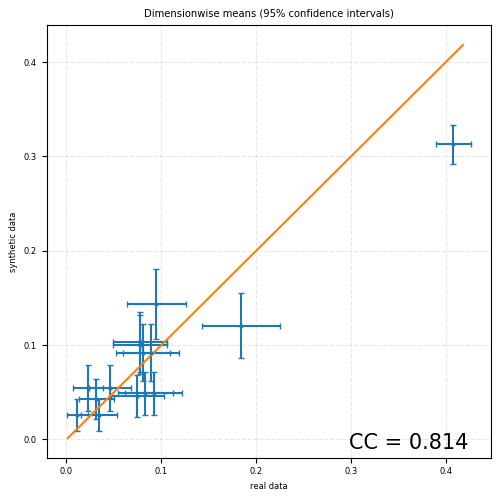 Dimensionwise means (95% confidence intervals)
synthetic data
0.4
0.3
0.2
0.1
0.0
CC = 0.814
0.0 0.1 0.2 0.3 0.4
real data